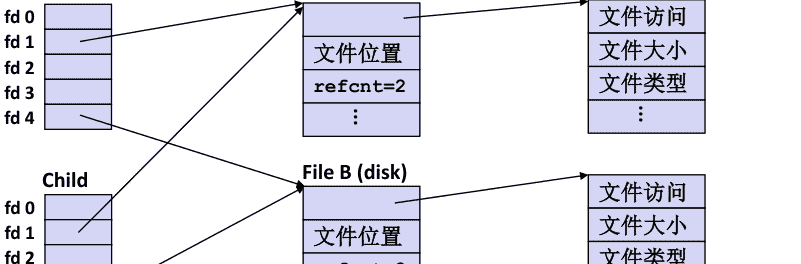 fd 0
fd 1
fd 2
fd 3
fd 4
文件位置
refcnt=2
⋮
文件访问
文件大小
文件类型
⋮
Child
fd 0
fd 1
fd 2
File B (disk)
文件位置
文件访问
文件大小
文件类型